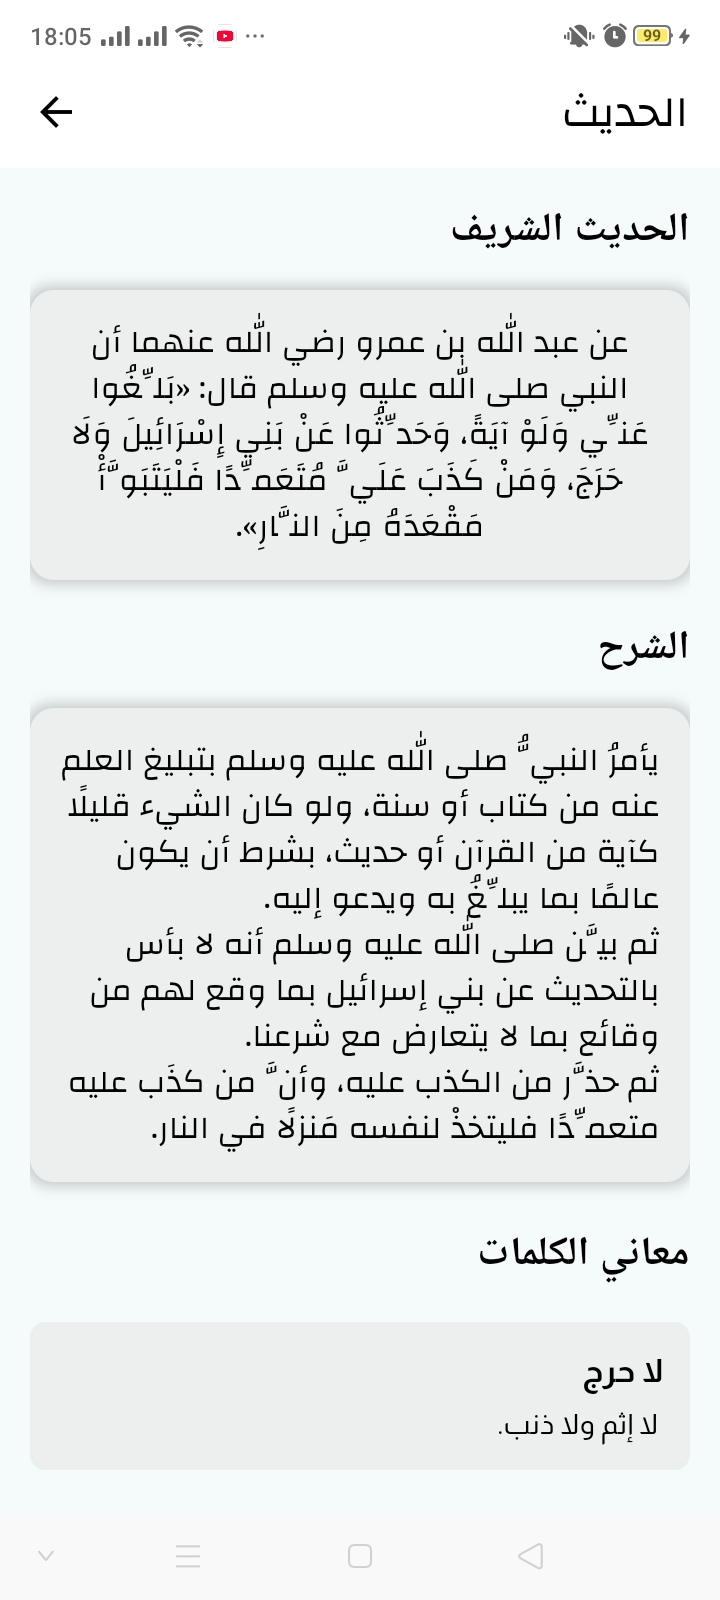 18:05
99
الحديث
الحديث الشريف
عن عبد الله بن عمرو رضي الله عنهما أن
النبي صلى الله عليه وسلم قال: «بَلِّغُوا
عَنِّي وَلَوْ آيَةً، وَحَدِّثُوا عَنْ بَنِي إِسْرَائِيلَ وَلَا
حَرَجَ، وَمَنْ كَذَبَ عَلَيَّ مُتَعَمِّدًا فَلْيَتَبَوَّأْ
مَقْعَدَهُ مِنَ النَّارِ».
الشرح
يأمرُ النبيُّ صلى الله عليه وسلم بتبليغ العلم
عنه من كتاب أو سنة، ولو كان الشيء قليلًا
كآية من القرآن أو حديث، بشرط أن يكون
عالمًا بما يبلِّغُ به ويدعو إليه.
ثم بيَّن صلى الله عليه وسلم أنه لا بأس
بالتحديث عن بني إسرائيل بما وقع لهم من
وقائع بما لا يتعارض مع شرعنا.
ثم حذَّر من الكذب عليه، وأنَّ من كذَب عليه
متعمِّدًا فليتخذْ لنفسه مَنزلًا في النار.
معاني الكلمات
لا حرج
لا إثم ولا ذنب.